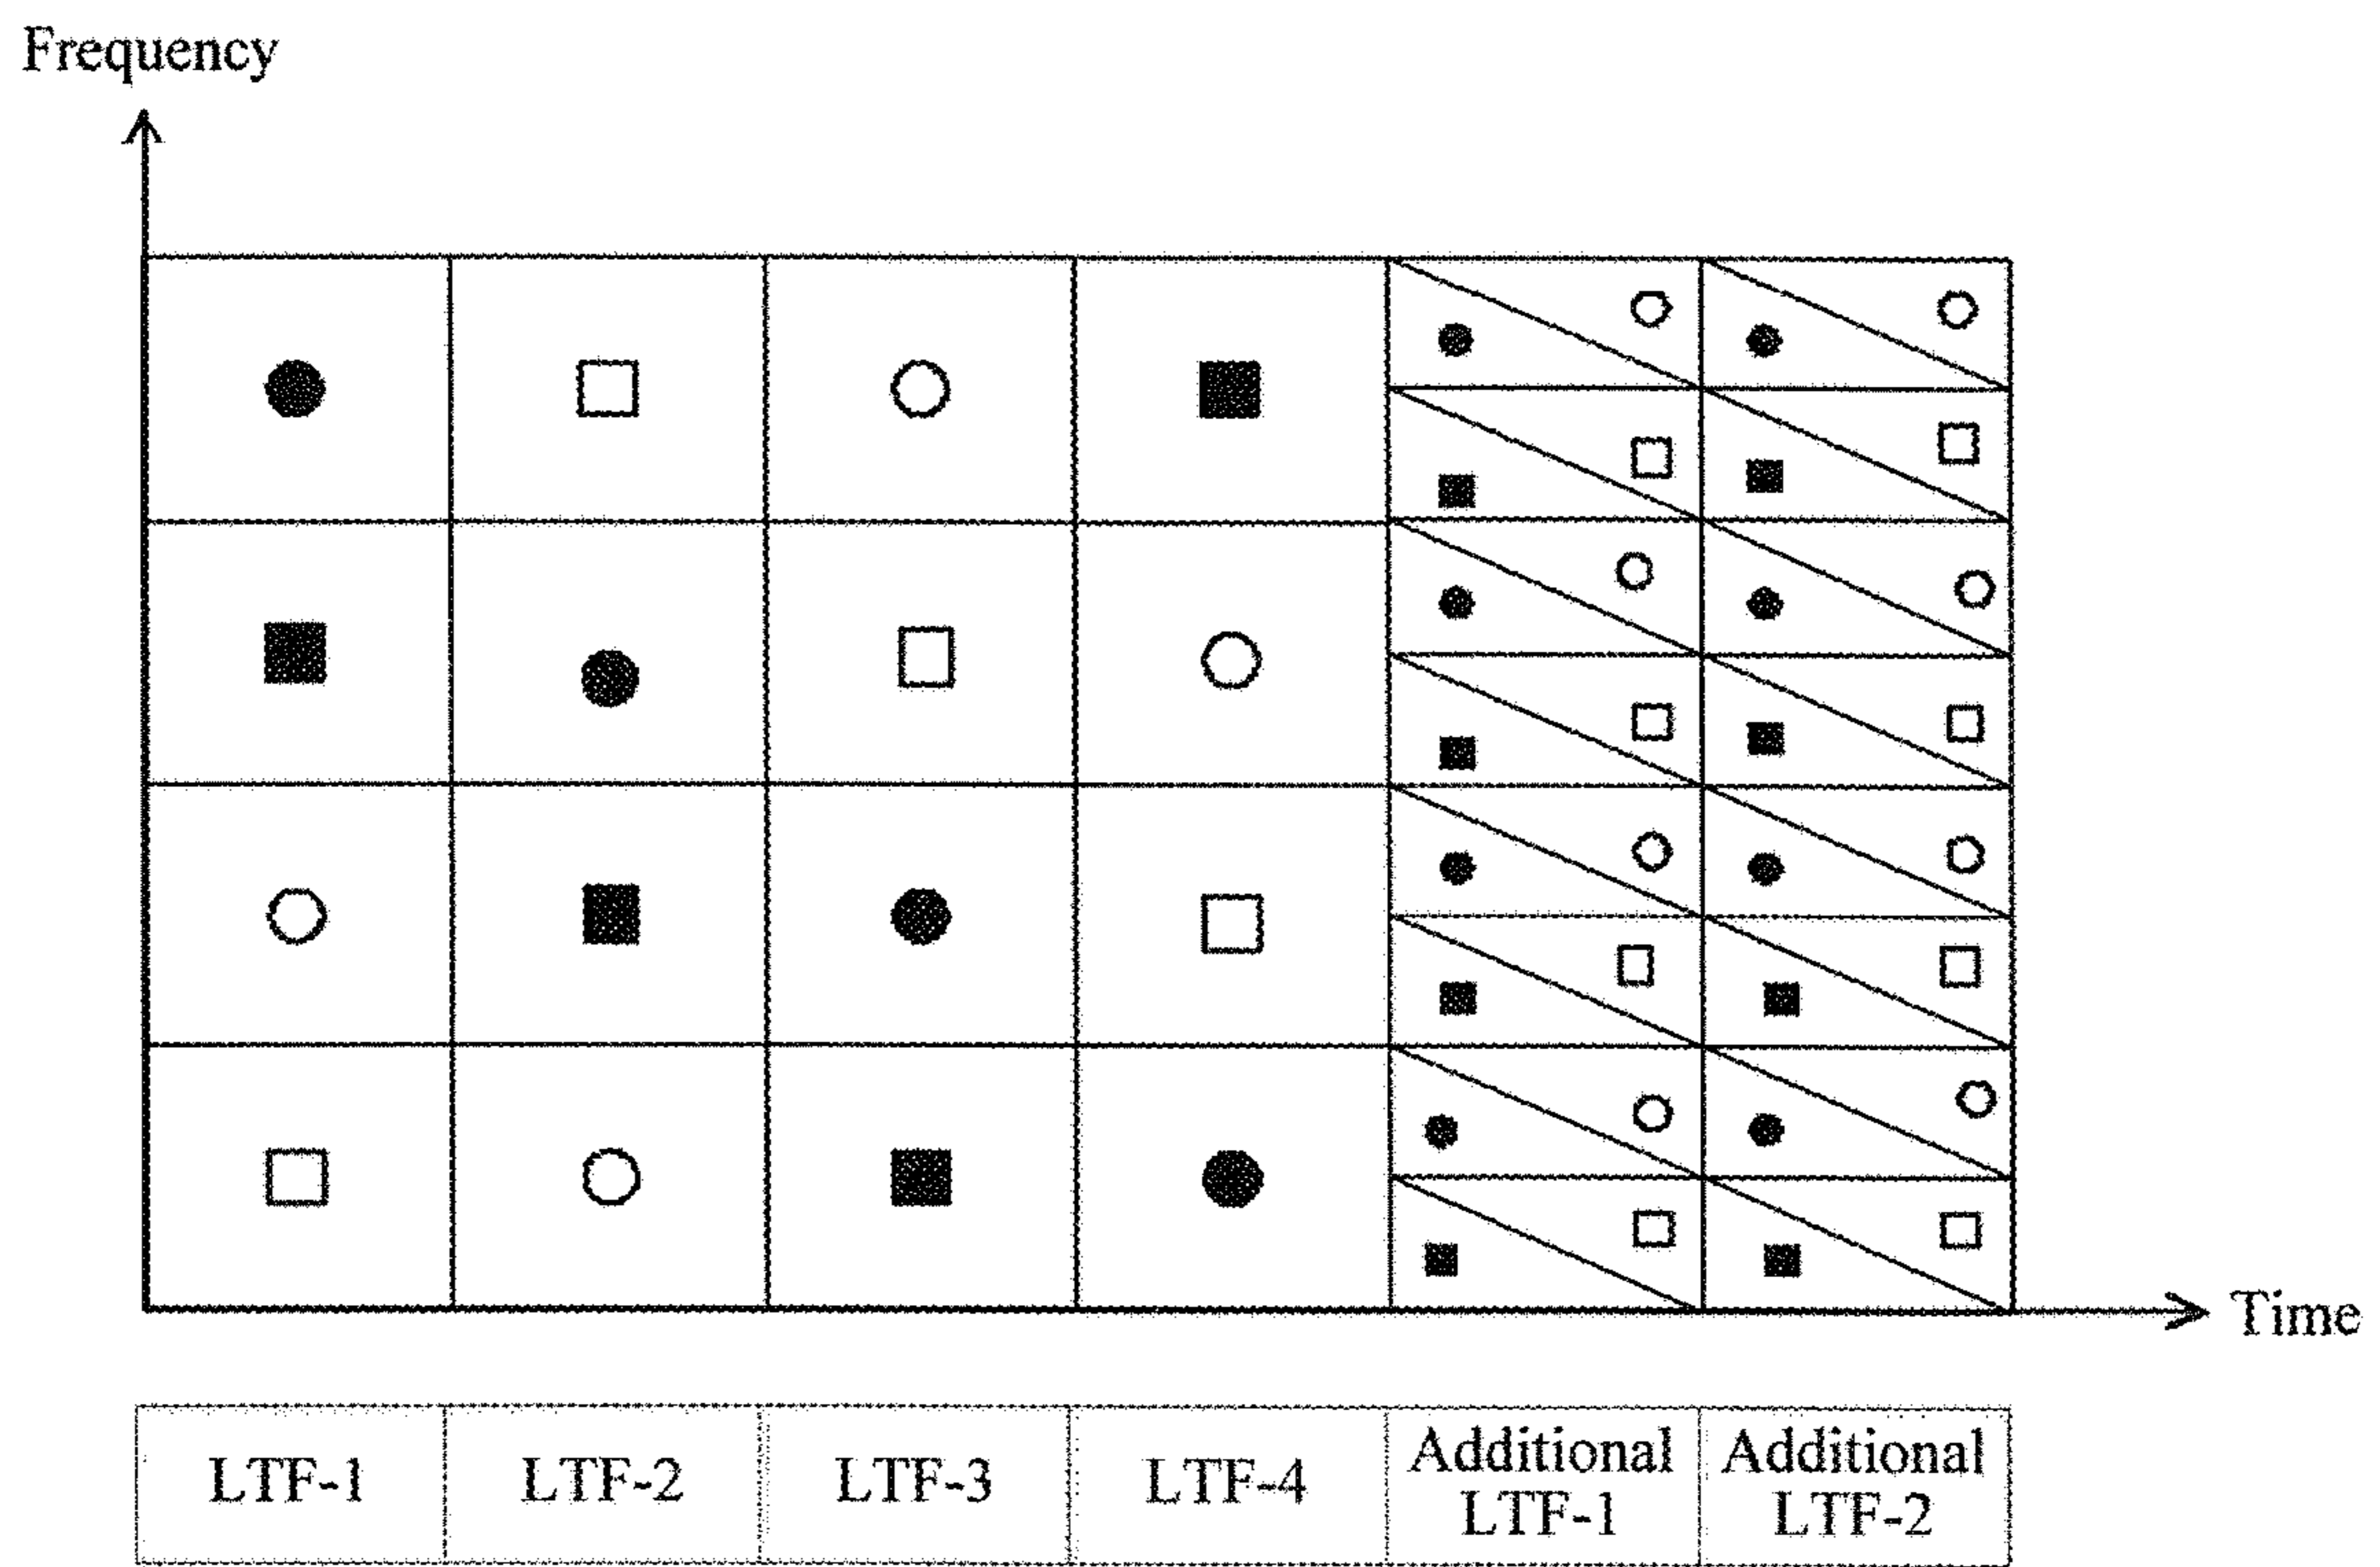 Frequency
Time
LTF-1
LTF-2
LTF-3
LTF-4
Additional
LTF-1
Additional
LTF-2